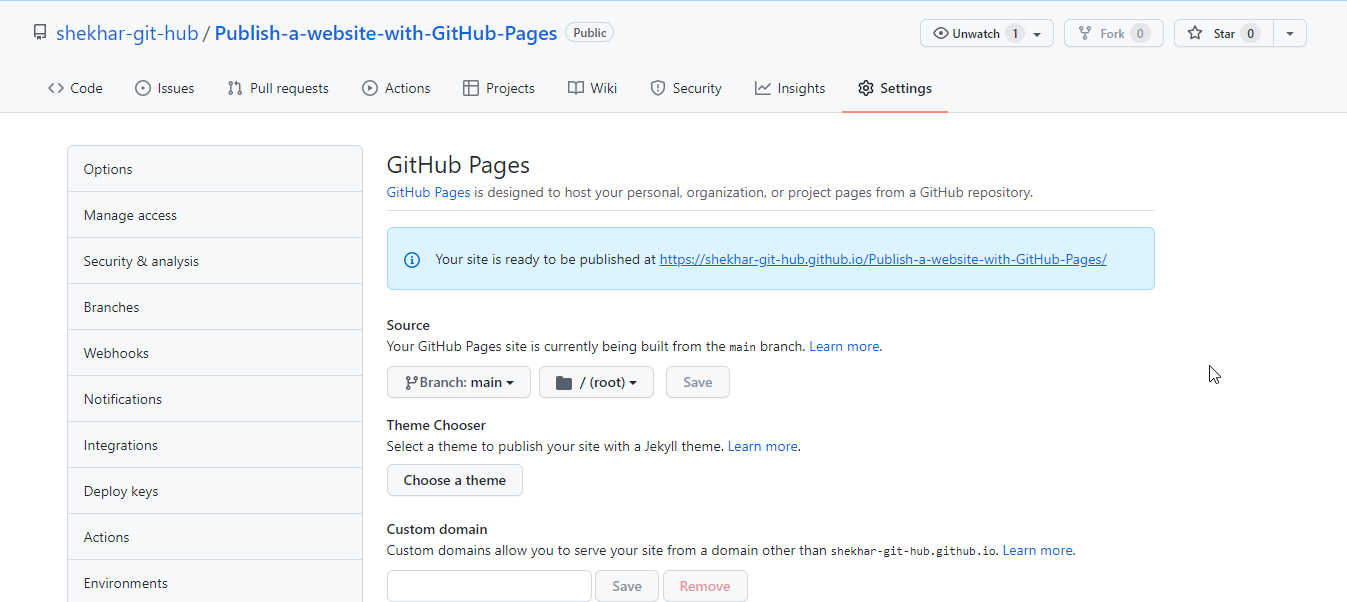 shekhar-git-hub / Publish-a-website-with-GitHub-Pages Public
Unwatch 1 Fork 0 Star 0
Code Issues Pull requests Actions Projects Wiki Security Insights Settings
Options
Manage access
Security & analysis
Branches
Webhooks
Notifications
Integrations
Deploy keys
Actions
Environments
GitHub Pages
GitHub Pages is designed to host your personal, organization, or project pages from a GitHub repository.
Your site is ready to be published at https://shekhar-git-hub.github.io/Publish-a-website-with-GitHub-Pages/
Source
Your GitHub Pages site is currently being built from the main branch. Learn more.
Branch: main / (root) Save
Theme Chooser
Select a theme to publish your site with a Jekyll theme. Learn more.
Choose a theme
Custom domain
Custom domains allow you to serve your site from a domain other than shekhar-git-hub.github.io. Learn more.
Save Remove